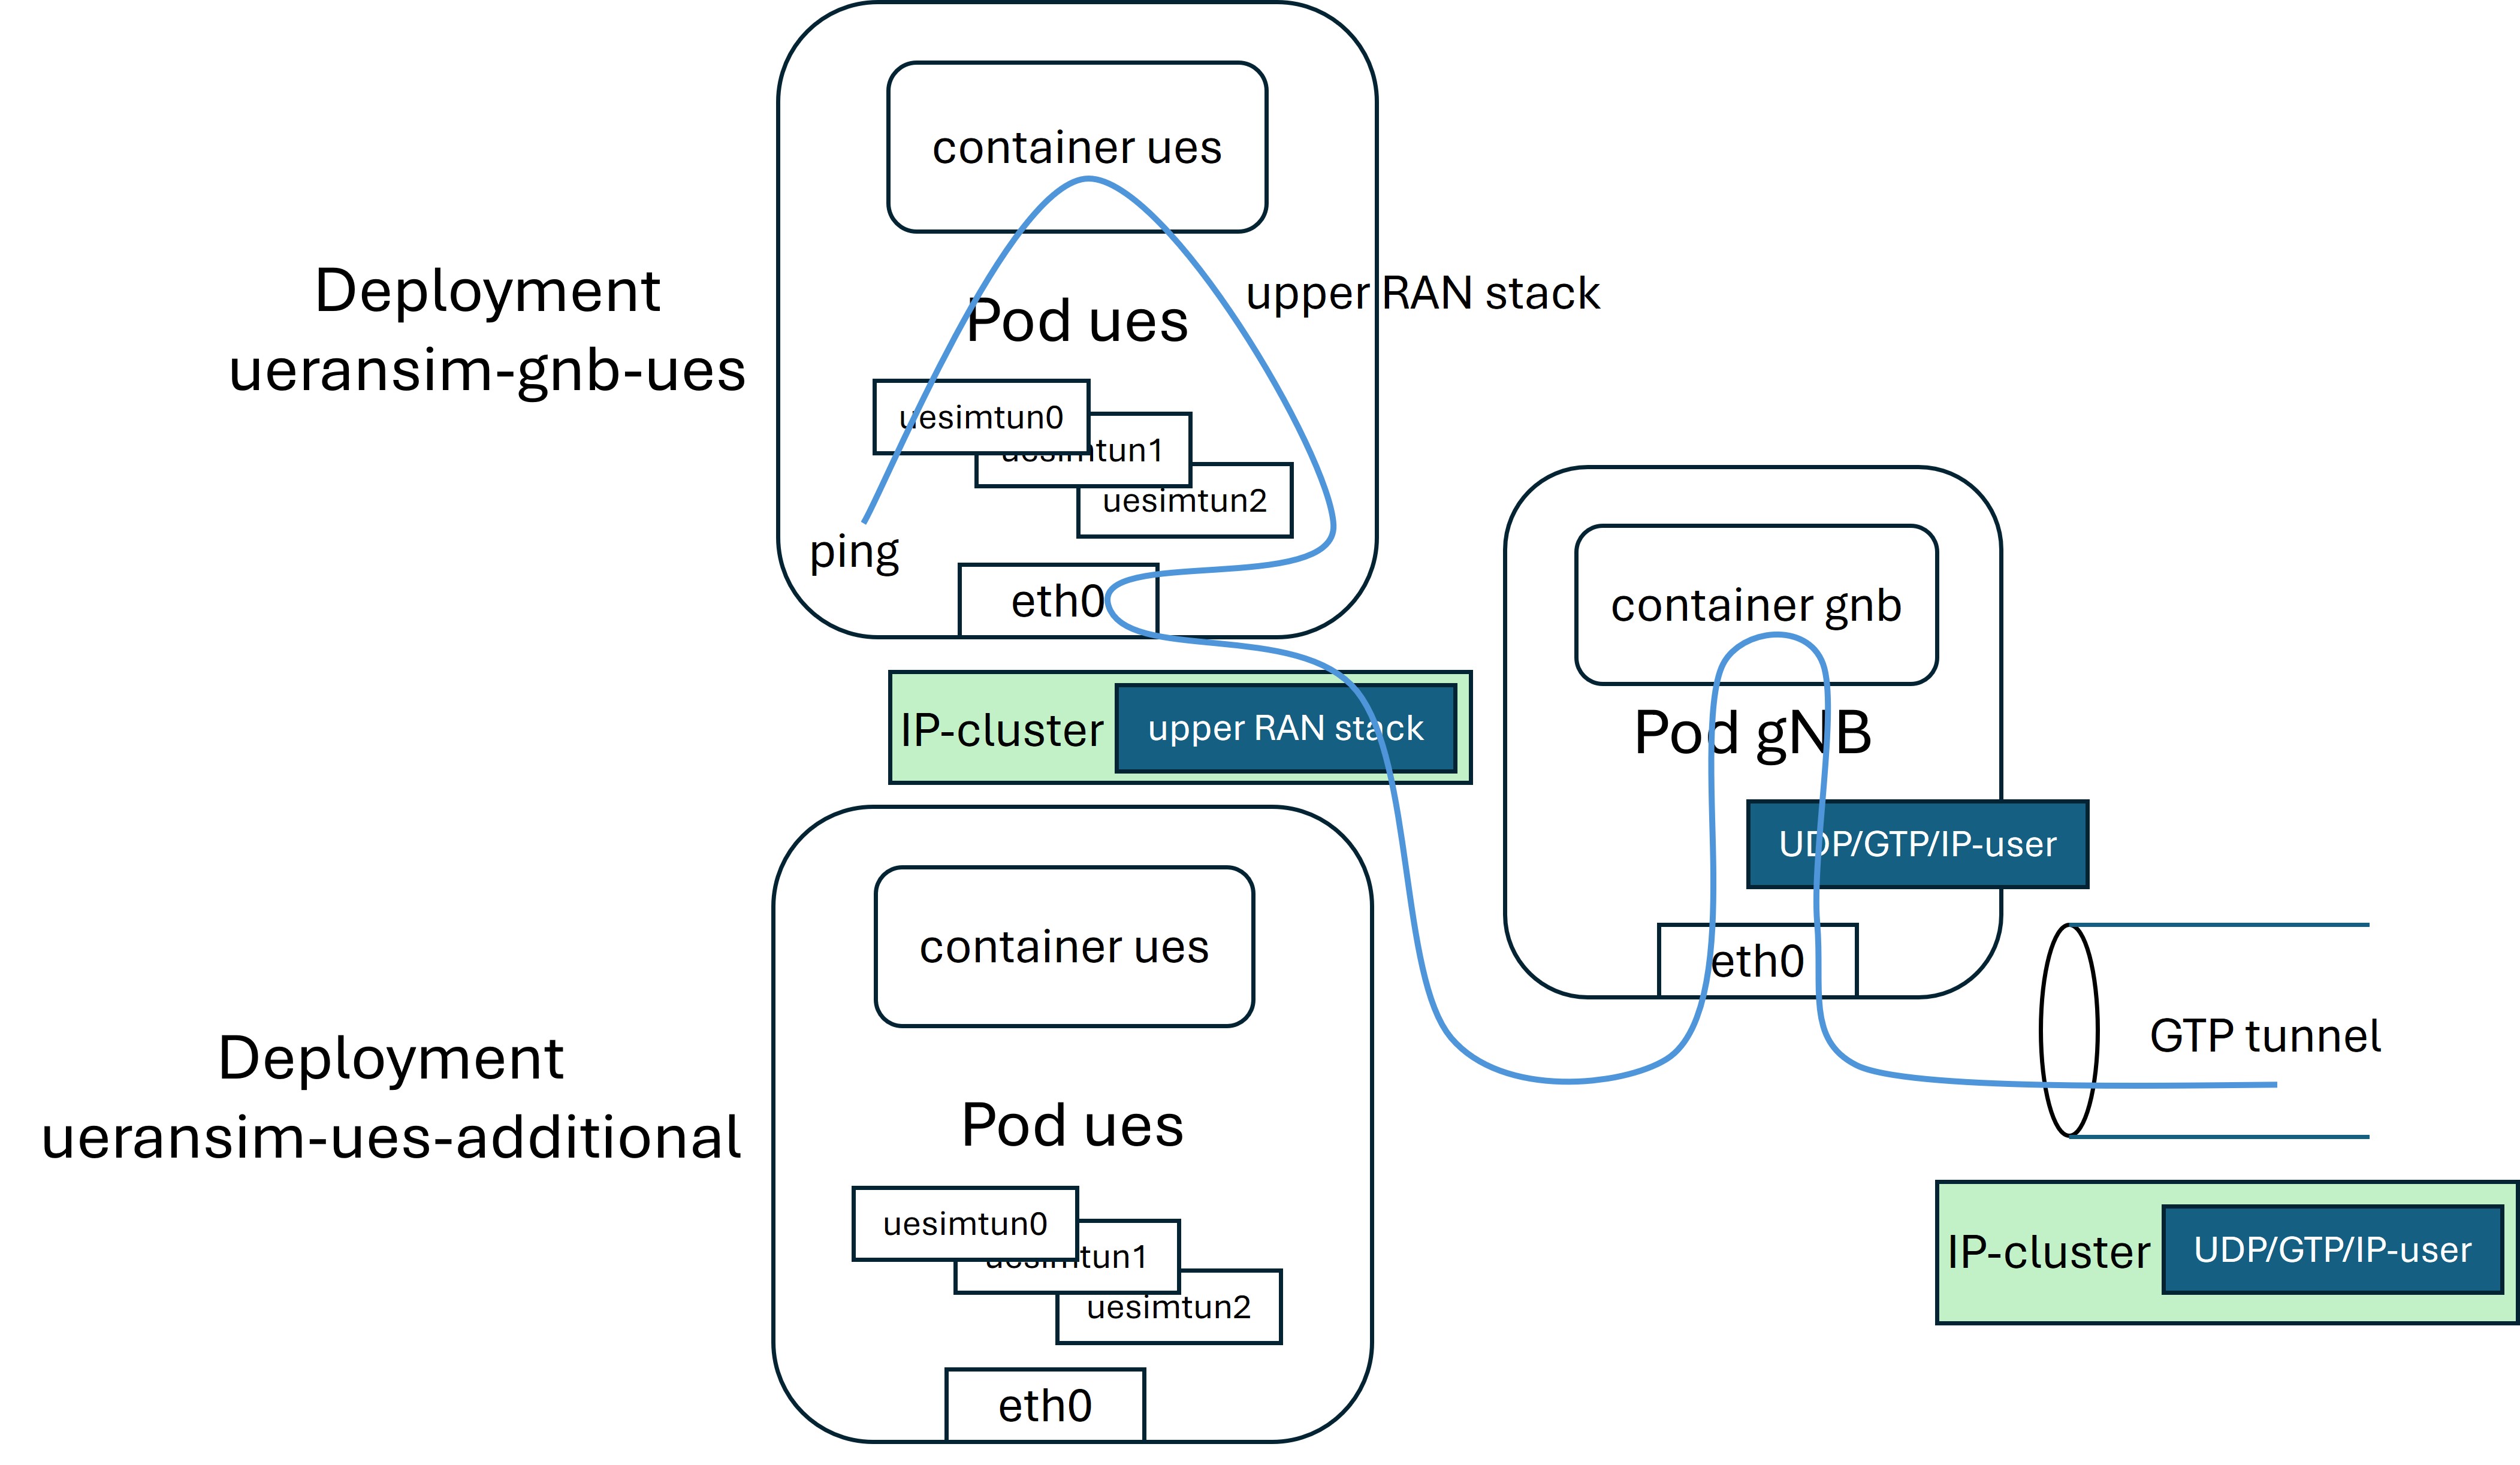 container ues
Deployment
ueransim-gnb-ues
upper RAN stack
Pod ues
uesimtun0
uesimtun1
uesimtun2
ping
eth0
IP-cluster
upper RAN stack
container gnb
Pod gNB
UDP/GTP/IP-user
eth0
GTP tunnel
IP-cluster
UDP/GTP/IP-user
container ues
Deployment
ueransim-ues-additional
Pod ues
uesimtun0
uesimtun1
uesimtun2
eth0